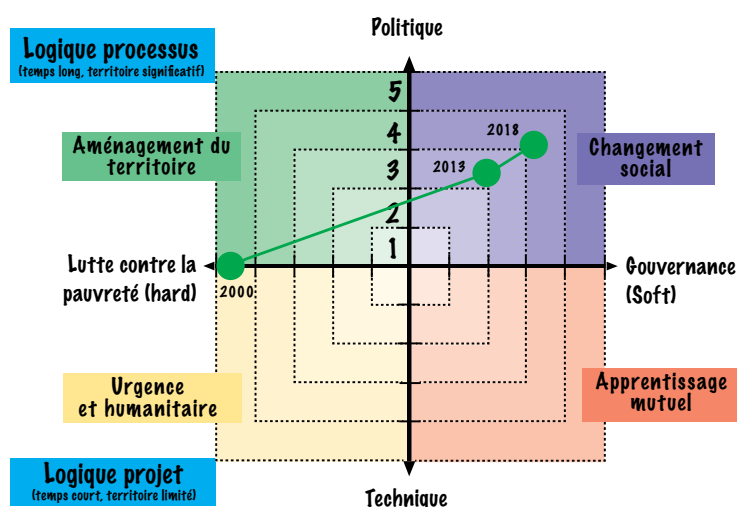 Politique
Logique processus
(temps long, territoire significatif)
5
4
3
2
1
2018
2013
2000
Aménagement du
territoire
Changement
social
Lutte contre la
pauvreté (hard)
Gouvernance
(Soft)
Urgence
et humanitaire
Apprentissage
mutuel
Logique projet
(temps court, territoire limité)
Technique